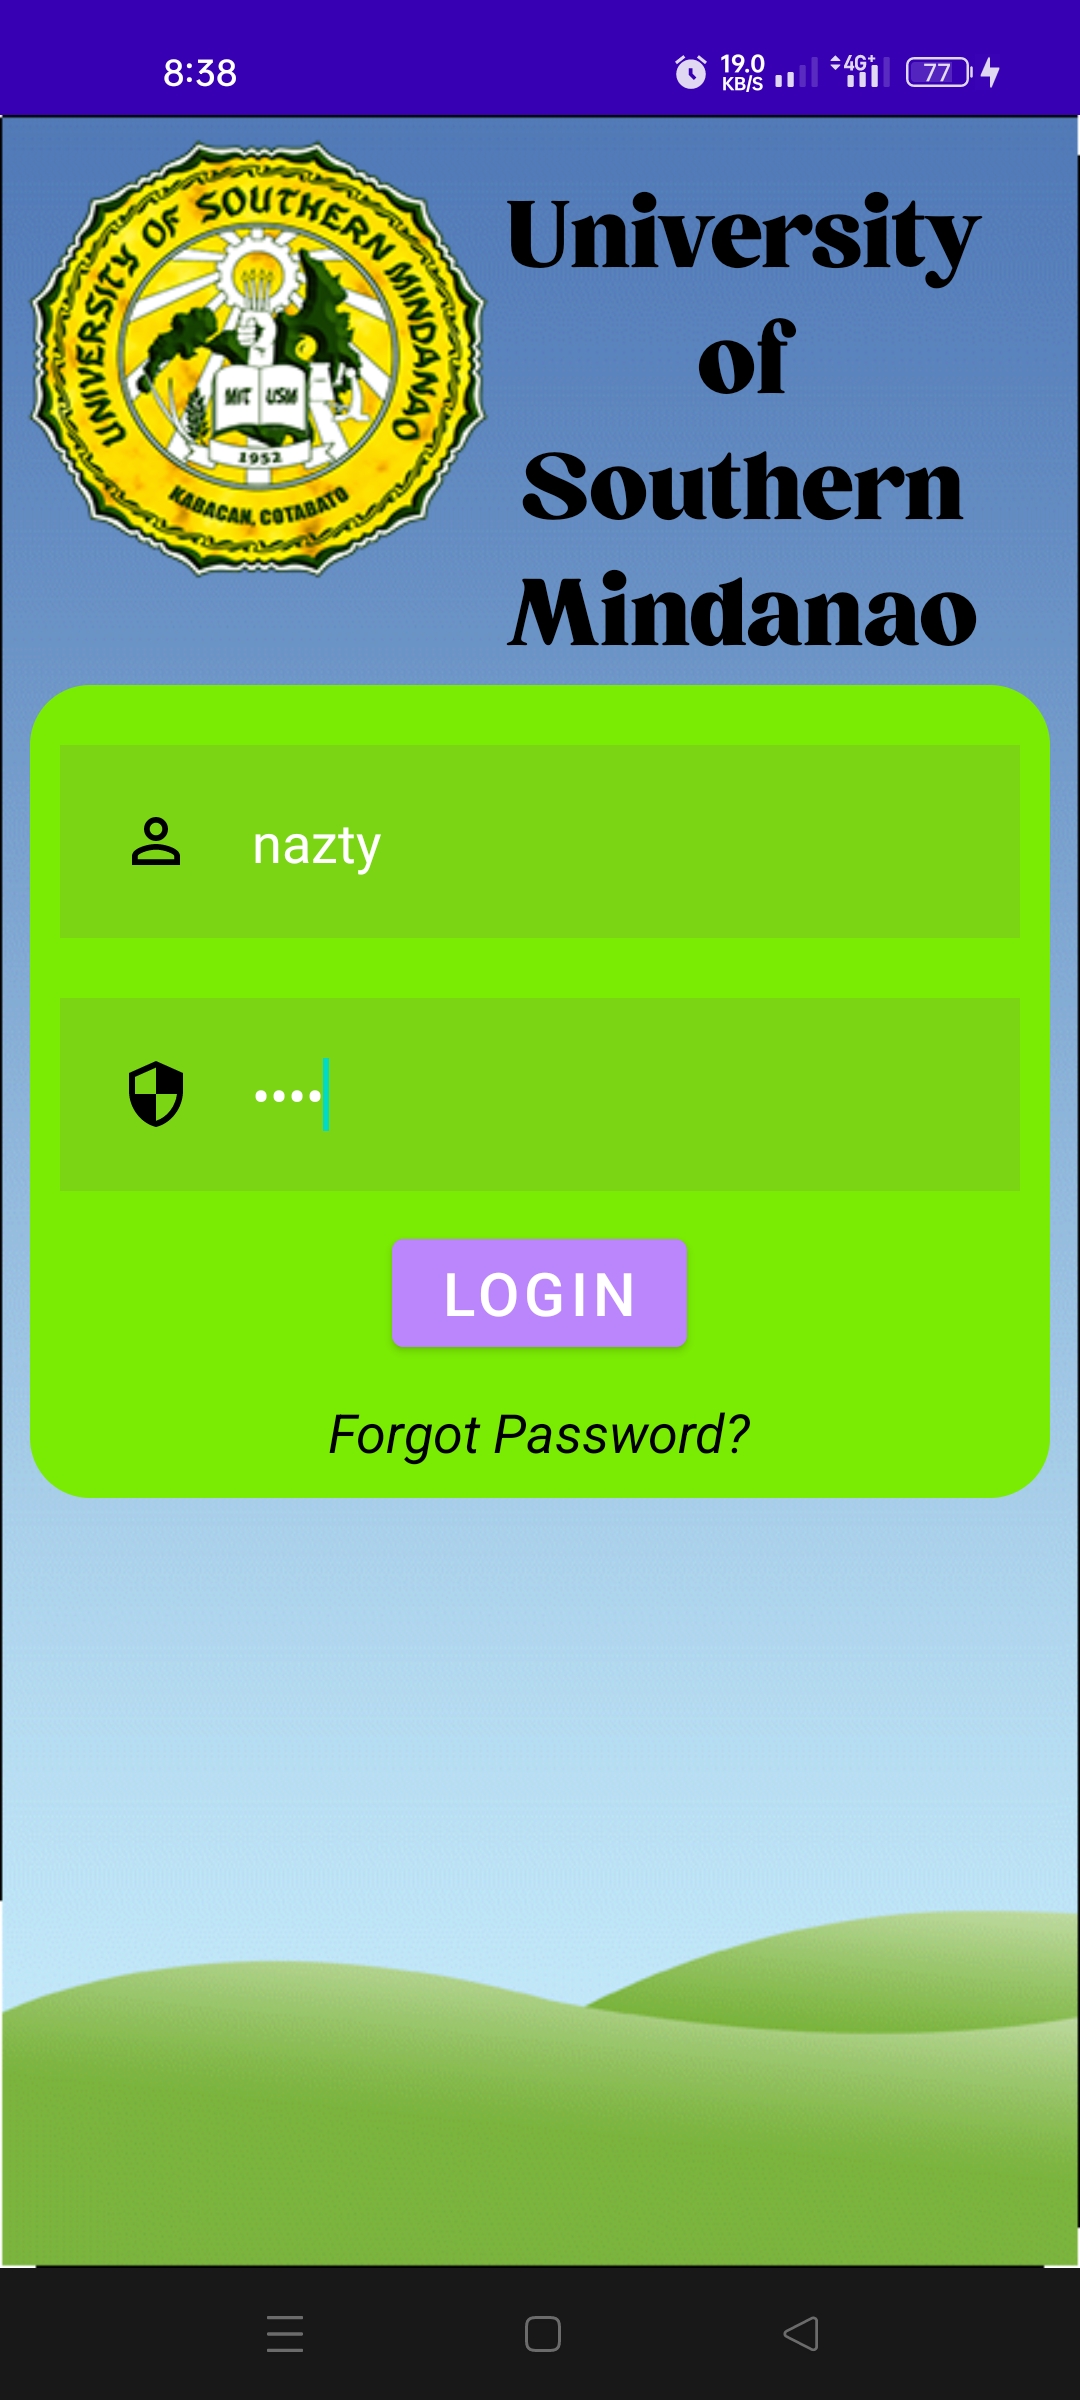 8:38
19.0
KB/S
4G+
77
UNIVERSITY OF SOUTHERN MINDANAO
MIT USM
1952
KABACAN, COTABATO
University
of
Southern
Mindanao
nazty
••••
LOGIN
Forgot Password?